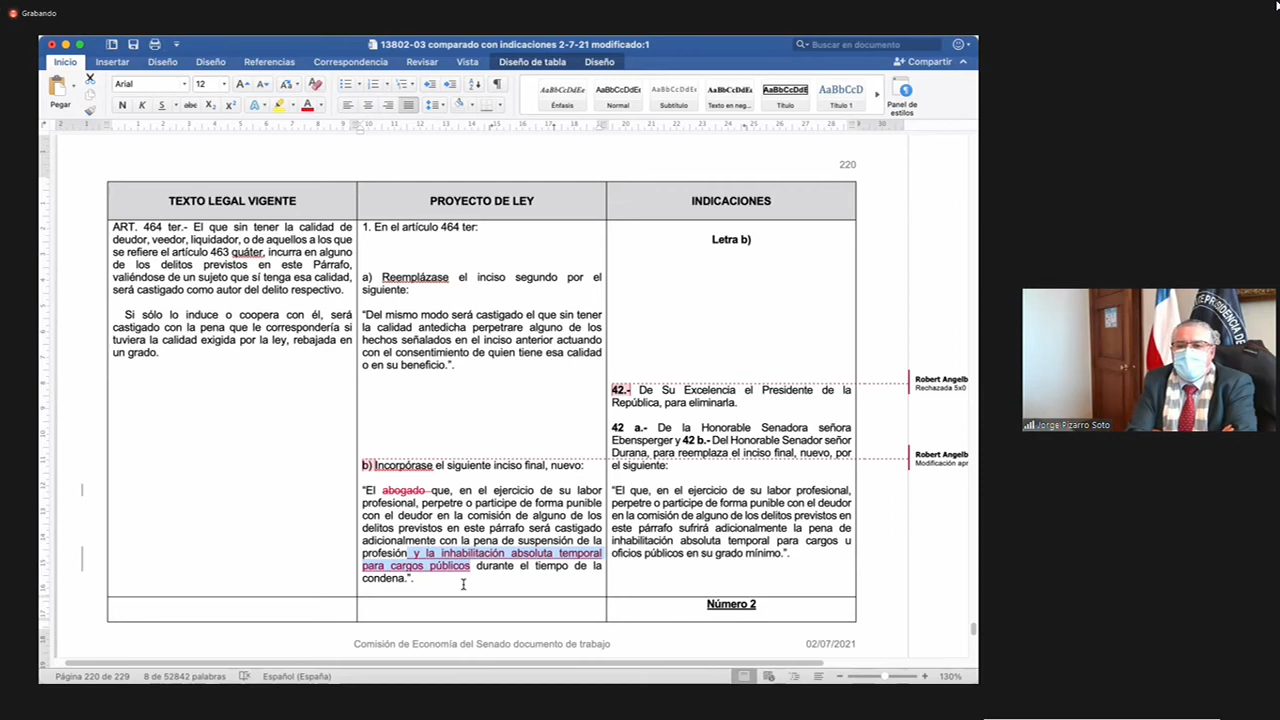 Grabando
13802-03 comparado con indicaciones 2-7-21 modificado:1
Buscar en documento
Inicio Insertar Diseño Diseño Referencias Correspondencia Revisar Vista Diseño de tabla Diseño
Compartir
Pegar
Arial 12
N K S abc X₂ X²
AaBbCcDdEe AaBbCcDdE AaBbCcDdEe AaBbCcDdEe AaBbCcDdE AaBbCcD
Énfasis Normal Subtítulo Texto en neg... Título Título 1
Panel de
estilos
220
TEXTO LEGAL VIGENTE
ART. 464 ter.- El que sin tener la calidad de
deudor, veedor, liquidador, o de aquellos a los que
se refiere el artículo 463 quáter, incurra en alguno
de los delitos previstos en este Párrafo,
valiéndose de un sujeto que sí tenga esa calidad,
será castigado como autor del delito respectivo.
Si sólo lo induce o coopera con él, será
castigado con la pena que le correspondería si
tuviera la calidad exigida por la ley, rebajada en
un grado.
PROYECTO DE LEY
1. En el artículo 464 ter:
a) Reemplázase el inciso segundo por el
siguiente:
“Del mismo modo será castigado el que sin tener
la calidad antedicha perpetrare alguno de los
hechos señalados en el inciso anterior actuando
con el consentimiento de quien tiene esa calidad
o en su beneficio.”.
b) Incorpórase el siguiente inciso final, nuevo:
“El abogado que, en el ejercicio de su labor
profesional, perpetre o participe de forma punible
con el deudor en la comisión de alguno de los
delitos previstos en este párrafo será castigado
adicionalmente con la pena de suspensión de la
profesión y la inhabilitación absoluta temporal
para cargos públicos durante el tiempo de la
condena.”.
INDICACIONES
Letra b)
42.- De Su Excelencia el Presidente de la
República, para eliminarla.
42 a.- De la Honorable Senadora señora
Ebensperger y 42 b.- Del Honorable Senador señor
Durana, para reemplaza el inciso final, nuevo, por
el siguiente:
“El que, en el ejercicio de su labor profesional,
perpetre o participe de forma punible con el deudor
en la comisión de alguno de los delitos previstos en
este párrafo sufrirá adicionalmente la pena de
inhabilitación absoluta temporal para cargos u
oficios públicos en su grado mínimo.”.
Número 2
Robert Angelb
Rechazada 5x0
Robert Angelb
Modificación apr
Comisión de Economía del Senado documento de trabajo 02/07/2021
Página 220 de 229 8 de 52842 palabras Español (España) 130%
Jorge Pizarro Soto